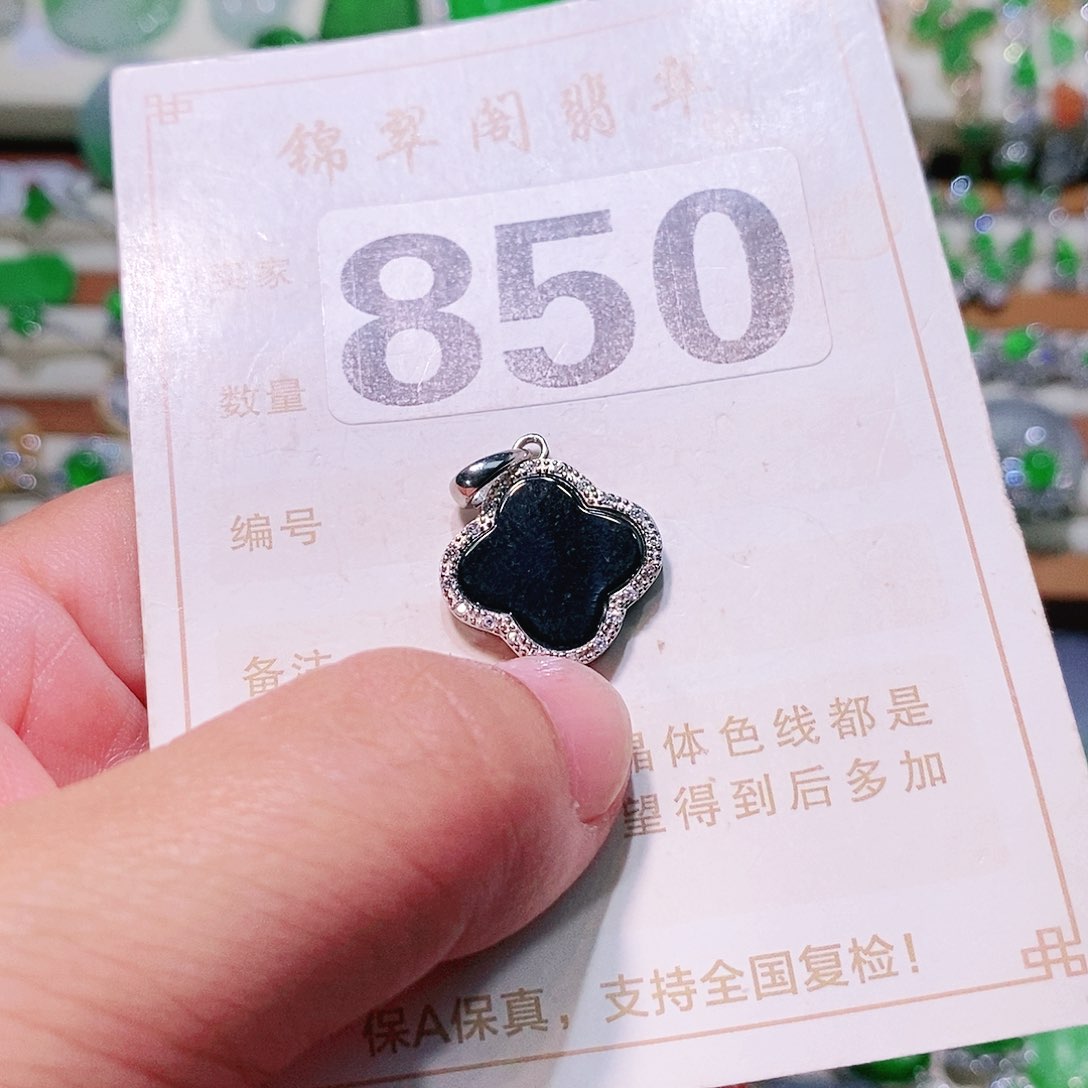 錦翠阁翡翠
850
卖家
数量
编号
备注
晶体色线都是
望得到后多加
保A保真，支持全国复检！